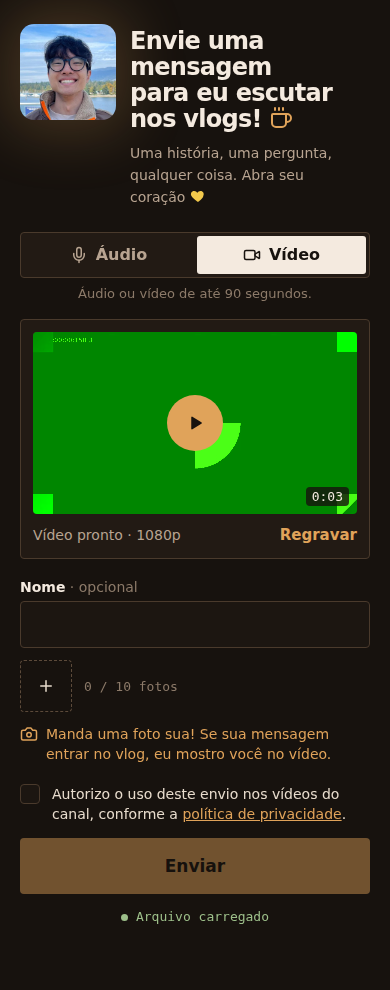 Envie uma
mensagem
para eu escutar
nos vlogs!
Uma história, uma pergunta,
qualquer coisa. Abra seu
coração 💛
Áudio
Vídeo
Áudio ou vídeo de até 90 segundos.
0:03
Vídeo pronto · 1080p
Regravar
Nome · opcional
+
0 / 10 fotos
Manda uma foto sua! Se sua mensagem
entrar no vlog, eu mostro você no vídeo.
Autorizo o uso deste envio nos vídeos do
canal, conforme a política de privacidade.
Enviar
● Arquivo carregado